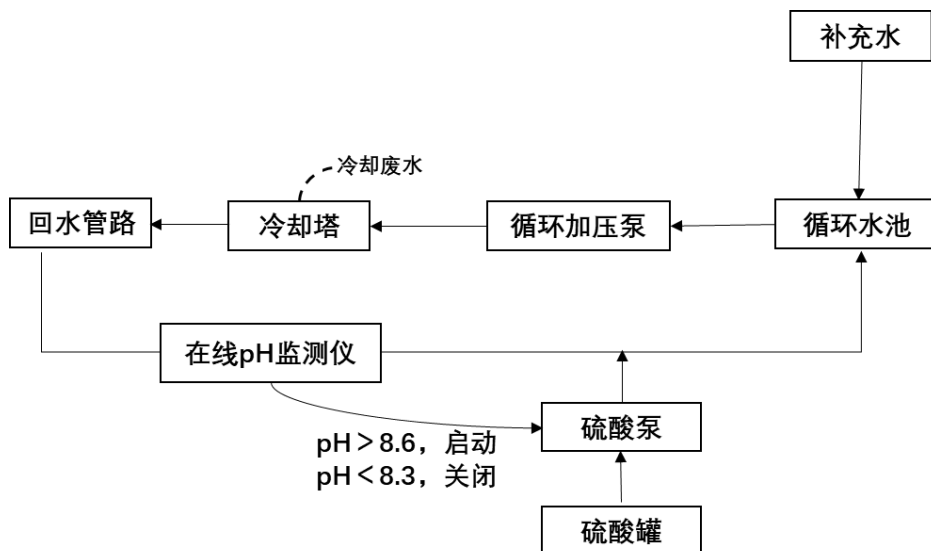 补充水
冷却废水
回水管路
冷却塔
循环加压泵
循环水池
在线pH监测仪
pH＞8.6，启动
pH＜8.3，关闭
硫酸泵
硫酸罐